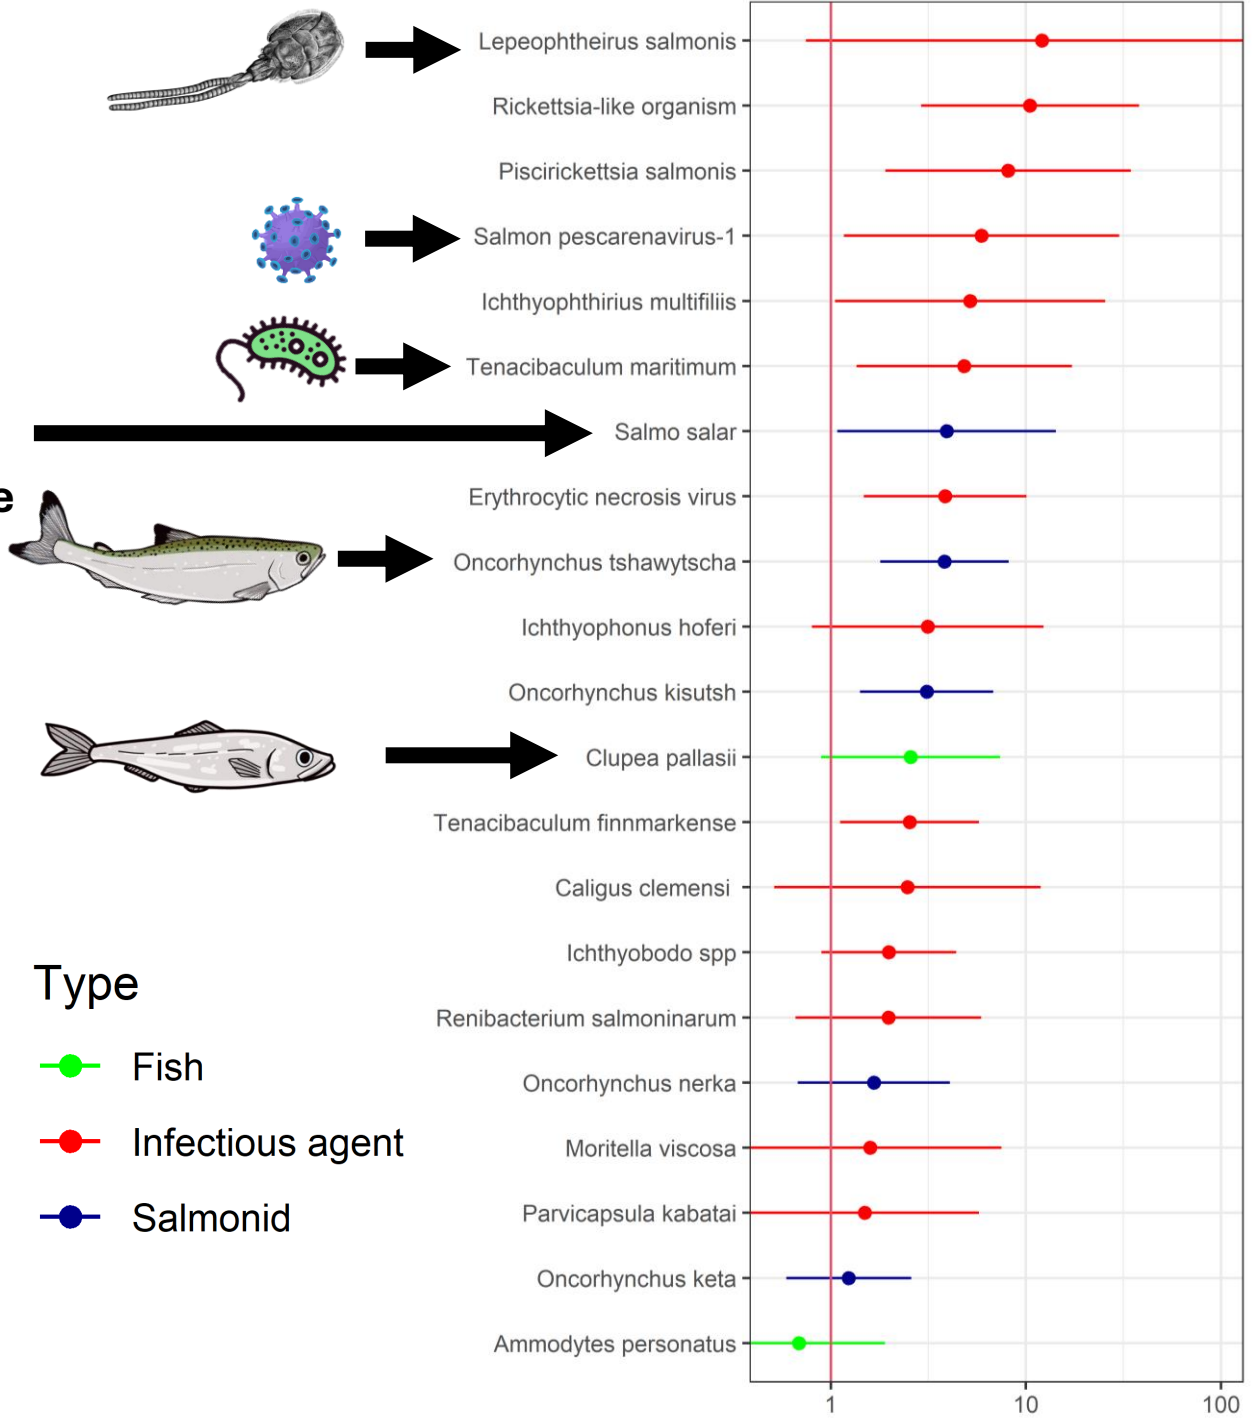 Lepeophtheirus salmonis
Rickettsia-like organism
Piscirickettsia salmonis
Salmon pescarenavirus-1
Ichthyophthirius multifiliis
Tenacibaculum maritimum
Salmo salar
e
Erythrocytic necrosis virus
Oncorhynchus tshawytscha
Ichthyophonus hoferi
Oncorhynchus kisutsh
Clupea pallasii
Tenacibaculum finnmarkense
Caligus clemensi
Ichthyobodo spp
Renibacterium salmoninarum
Oncorhynchus nerka
Moritella viscosa
Parvicapsula kabatai
Oncorhynchus keta
Ammodytes personatus
Type
Fish
Infectious agent
Salmonid
1 10 100